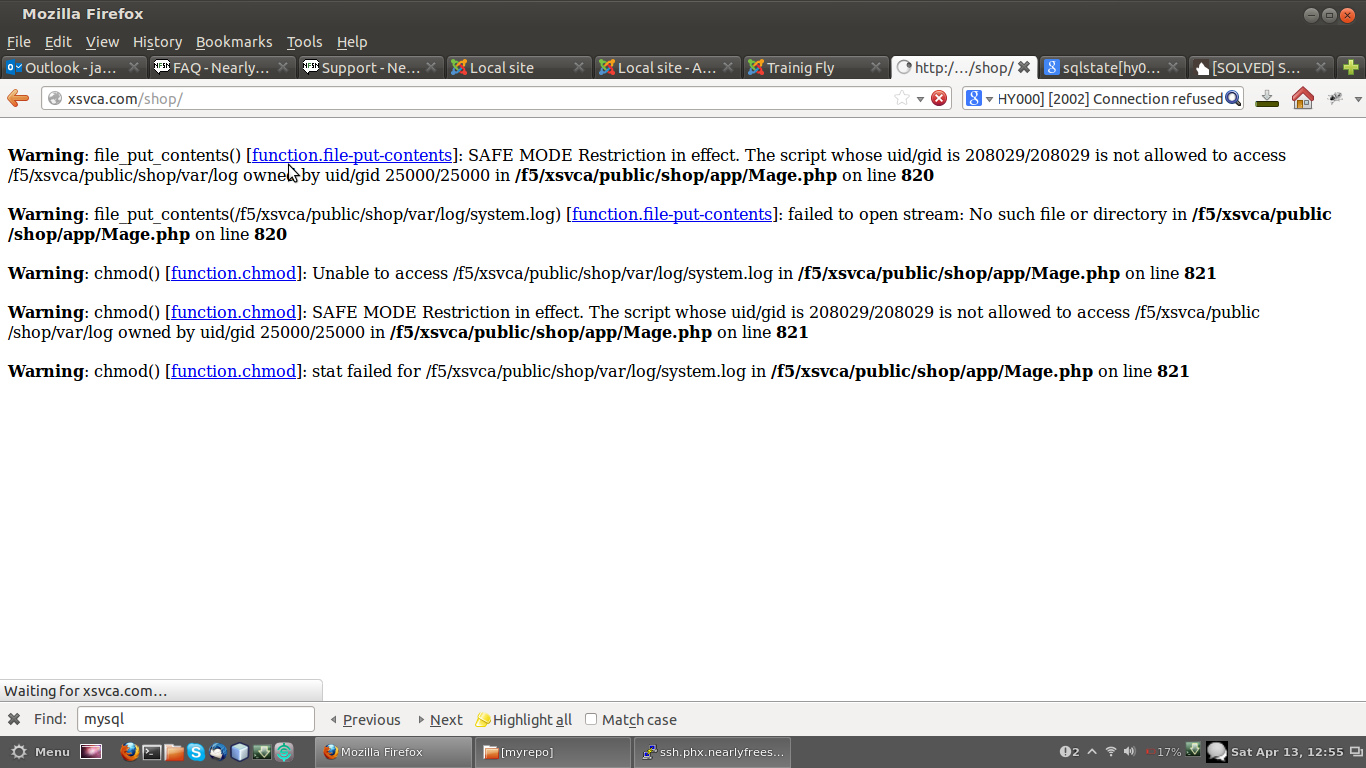 Mozilla Firefox
File Edit View History Bookmarks Tools Help
Outlook - ja... FAQ - Nearly... Support - Ne... Local site Local site - A... Trainig Fly http:/.../shop/ sqlstate[hy0... [SOLVED] S...
xsvca.com/shop/ HY000] [2002] Connection refused
Warning: file_put_contents() [function.file-put-contents]: SAFE MODE Restriction in effect. The script whose uid/gid is 208029/208029 is not allowed to access
/f5/xsvca/public/shop/var/log owned by uid/gid 25000/25000 in /f5/xsvca/public/shop/app/Mage.php on line 820
Warning: file_put_contents(/f5/xsvca/public/shop/var/log/system.log) [function.file-put-contents]: failed to open stream: No such file or directory in /f5/xsvca/public
/shop/app/Mage.php on line 820
Warning: chmod() [function.chmod]: Unable to access /f5/xsvca/public/shop/var/log/system.log in /f5/xsvca/public/shop/app/Mage.php on line 821
Warning: chmod() [function.chmod]: SAFE MODE Restriction in effect. The script whose uid/gid is 208029/208029 is not allowed to access /f5/xsvca/public
/shop/var/log owned by uid/gid 25000/25000 in /f5/xsvca/public/shop/app/Mage.php on line 821
Warning: chmod() [function.chmod]: stat failed for /f5/xsvca/public/shop/var/log/system.log in /f5/xsvca/public/shop/app/Mage.php on line 821
Waiting for xsvca.com...
Find: mysql Previous Next Highlight all Match case
Menu Mozilla Firefox [myrepo] ssh.phx.nearlyfrees... 2 17% Sat Apr 13, 12:55